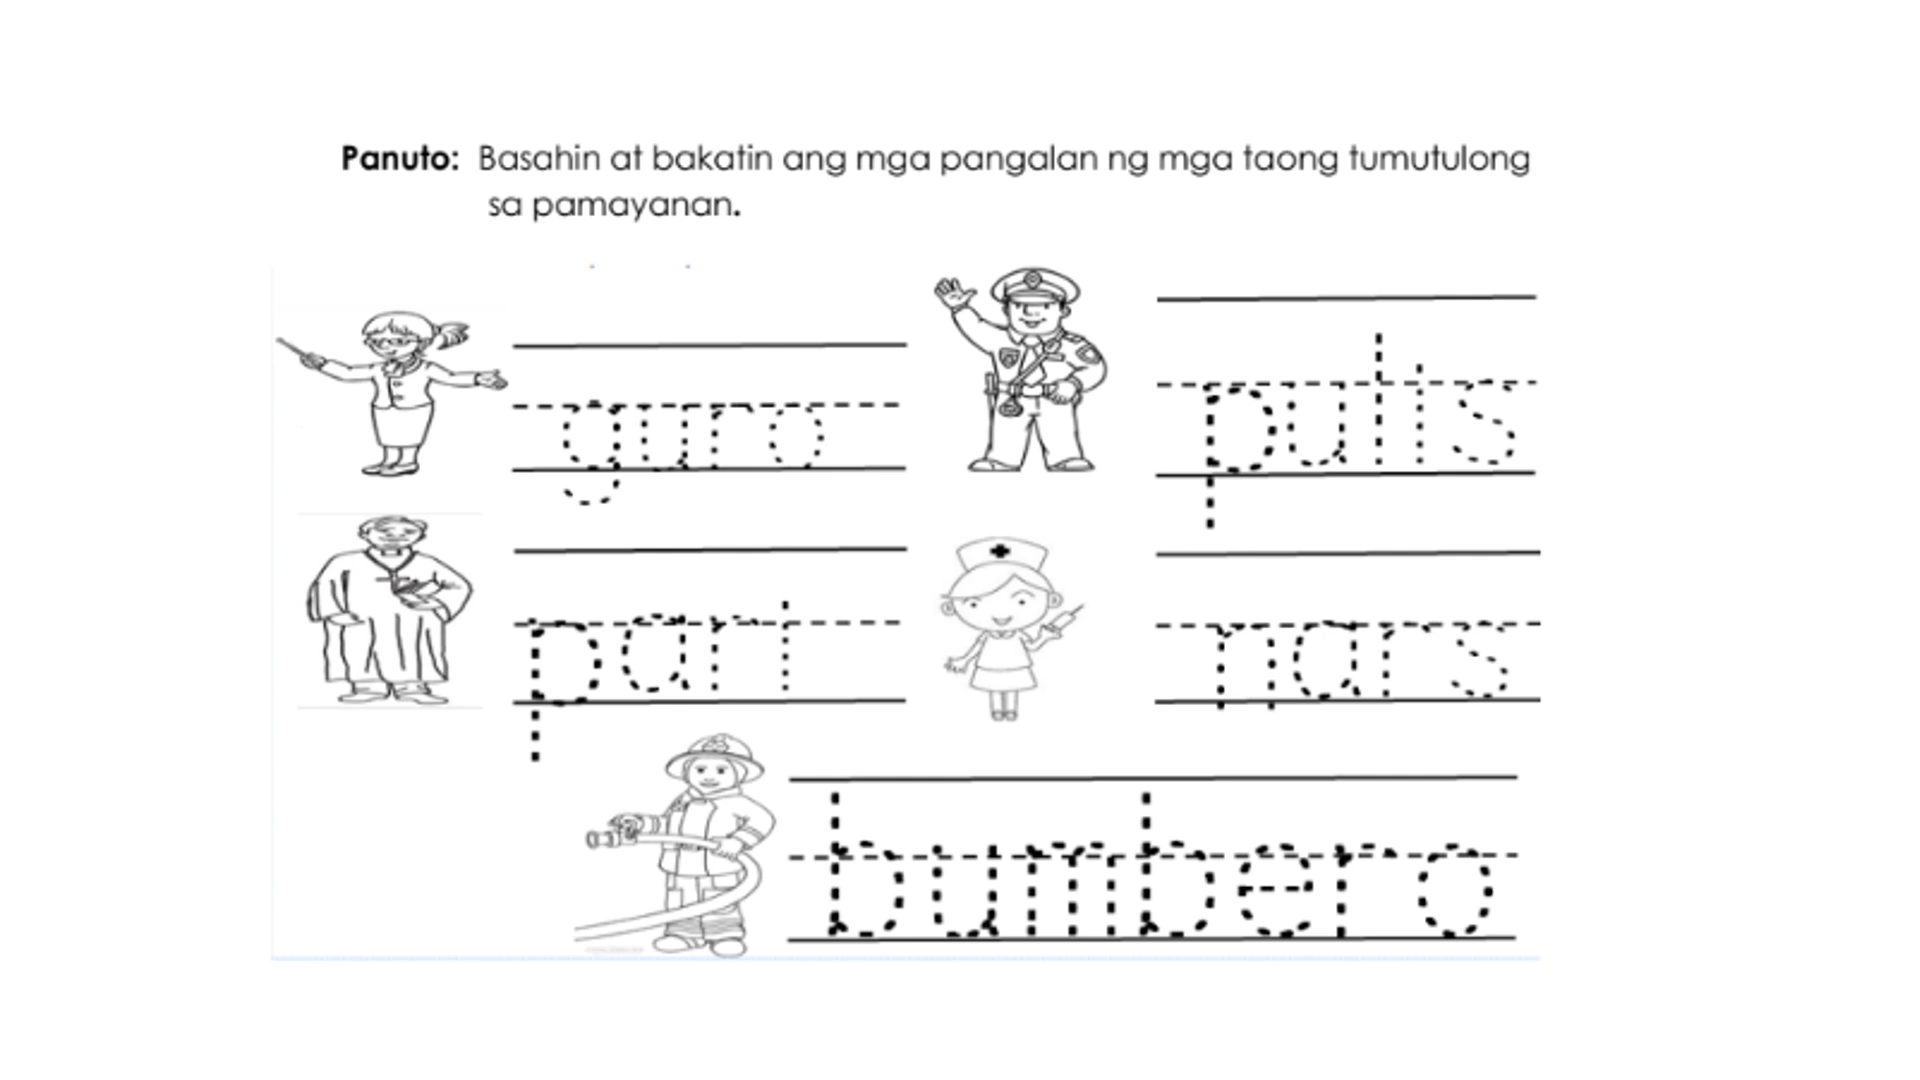 Panuto: Basahin at bakatin ang mga pangalan ng mga taong tumutulong
sa pamayanan.
guro
pulis
pari
nars
bumbero